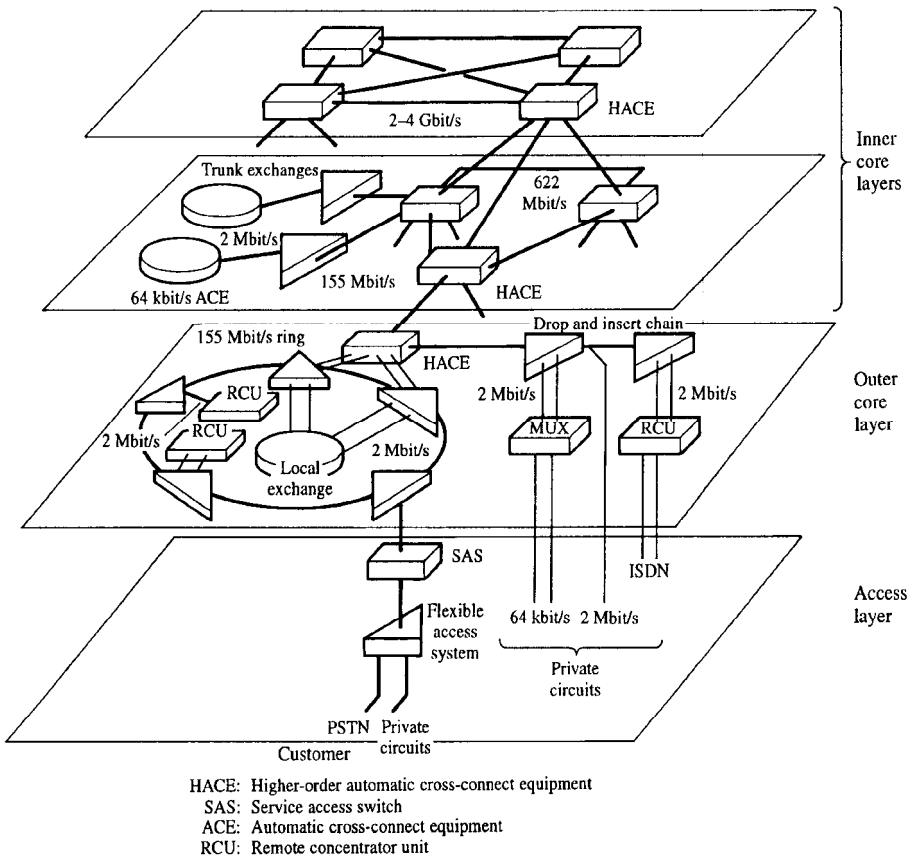 HACE
2–4 Gbit/s
Inner
core
layers
Trunk exchanges
622
Mbit/s
2 Mbit/s
64 kbit/s ACE
155 Mbit/s
HACE
155 Mbit/s ring
HACE
Drop and insert chain
RCU
RCU
2 Mbit/s
2 Mbit/s
Local
exchange
2 Mbit/s
2 Mbit/s
MUX
RCU
Outer
core
layer
SAS
ISDN
Access
layer
Flexible
access
system
64 kbit/s
2 Mbit/s
Private
circuits
PSTN
Private
circuits
Customer
HACE: Higher-order automatic cross-connect equipment
SAS: Service access switch
ACE: Automatic cross-connect equipment
RCU: Remote concentrator unit